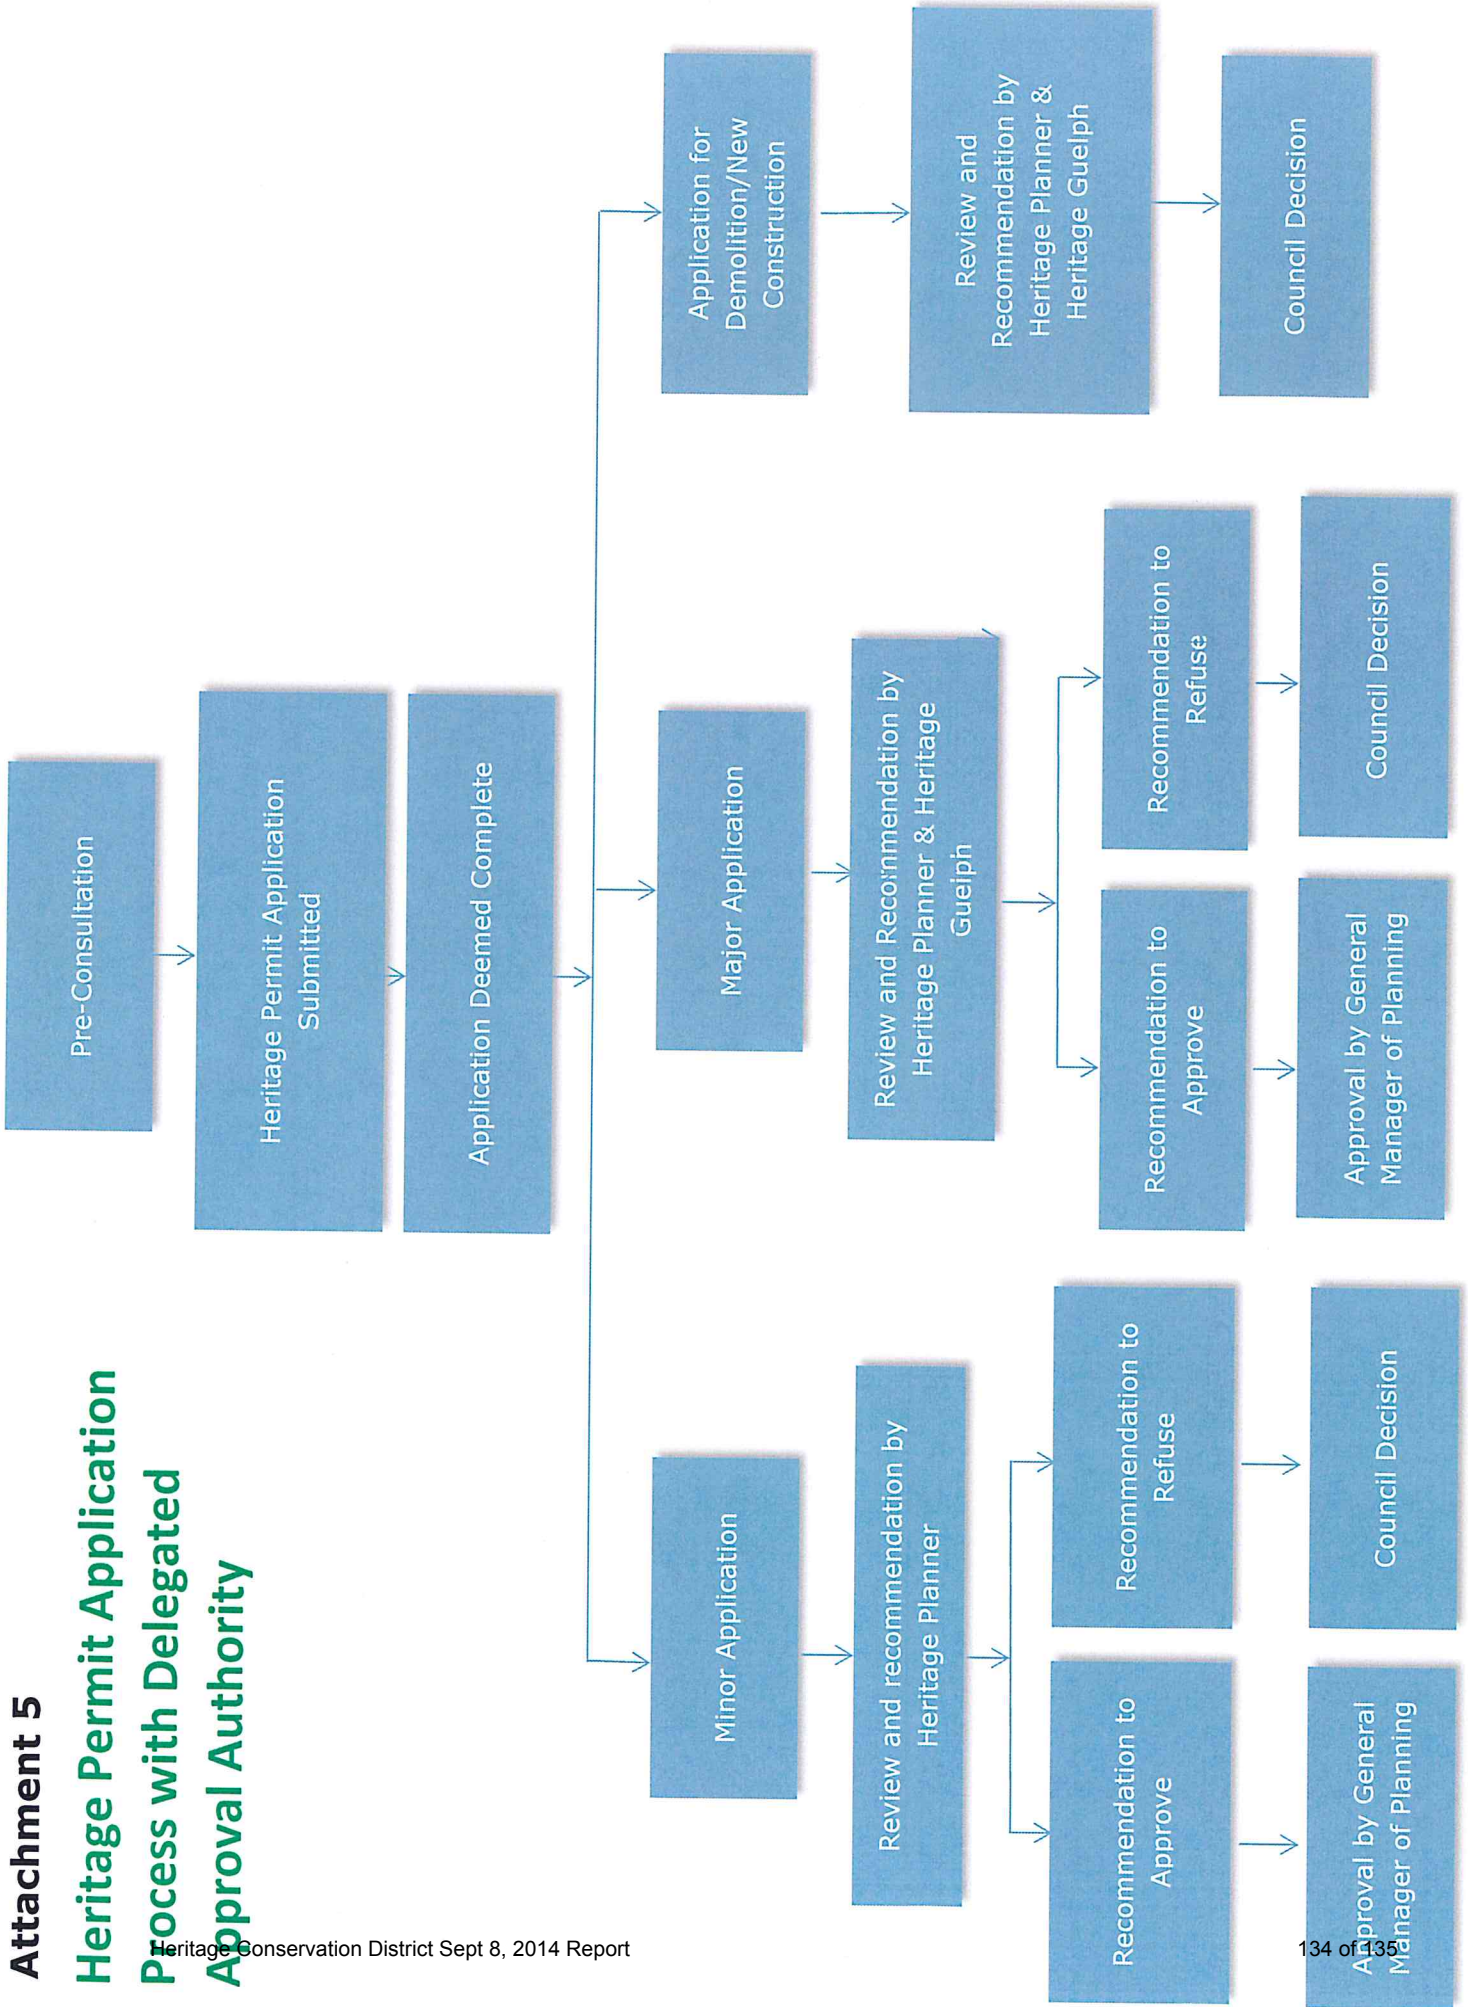 Attachment 5
Heritage Permit Application
Process with Delegated
Approval Authority
Pre-Consultation
Heritage Permit Application
Submitted
Application Deemed Complete
Minor Application
Review and recommendation by
Heritage Planner
Recommendation to
Approve
Approval by General
Manager of Planning
Recommendation to
Refuse
Council Decision
Major Application
Review and Recommendation by
Heritage Planner & Heritage
Guelph
Recommendation to
Approve
Approval by General
Manager of Planning
Recommendation to
Refuse
Council Decision
Application for
Demolition/New
Construction
Review and
Recommendation by
Heritage Planner &
Heritage Guelph
Council Decision
Heritage Conservation District Sept 8, 2014 Report
134 of 135